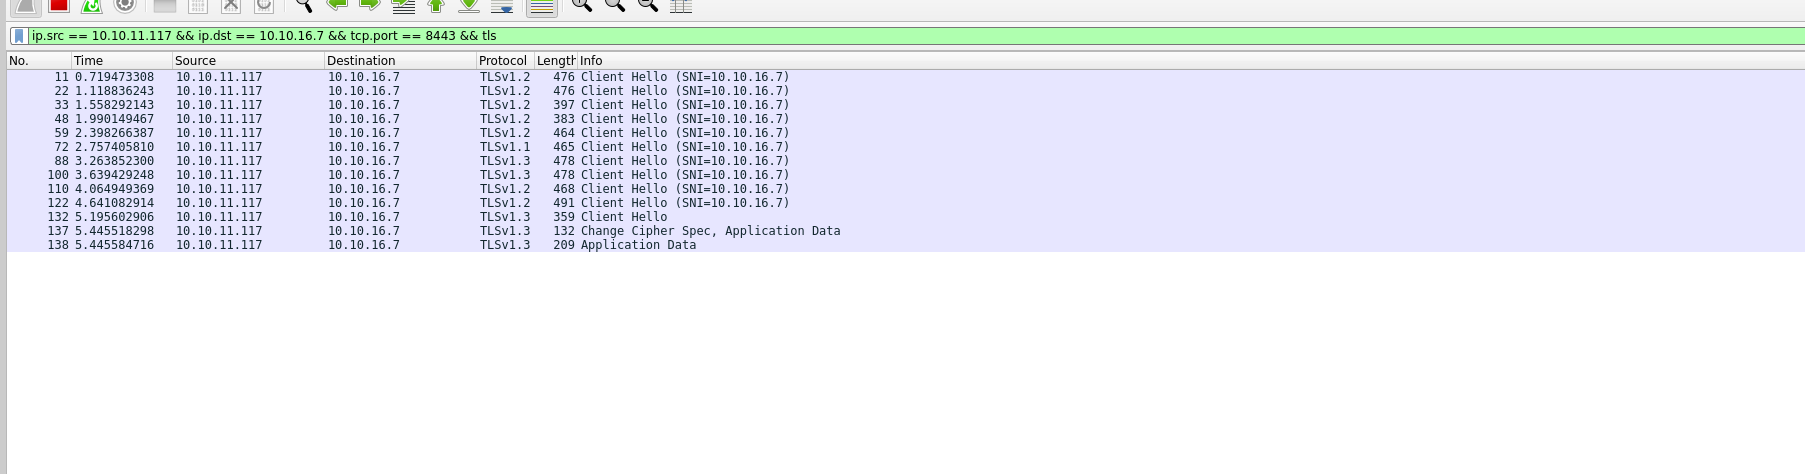 ip.src == 10.10.11.117 && ip.dst == 10.10.16.7 && tcp.port == 8443 && tls
No. Time Source Destination Protocol Length Info
11 0.719473308 10.10.11.117 10.10.16.7 TLSv1.2 476 Client Hello (SNI=10.10.16.7)
22 1.118836243 10.10.11.117 10.10.16.7 TLSv1.2 476 Client Hello (SNI=10.10.16.7)
33 1.558292143 10.10.11.117 10.10.16.7 TLSv1.2 397 Client Hello (SNI=10.10.16.7)
48 1.990149467 10.10.11.117 10.10.16.7 TLSv1.2 383 Client Hello (SNI=10.10.16.7)
59 2.398266387 10.10.11.117 10.10.16.7 TLSv1.2 464 Client Hello (SNI=10.10.16.7)
72 2.757405810 10.10.11.117 10.10.16.7 TLSv1.1 465 Client Hello (SNI=10.10.16.7)
88 3.263852300 10.10.11.117 10.10.16.7 TLSv1.3 478 Client Hello (SNI=10.10.16.7)
100 3.639429248 10.10.11.117 10.10.16.7 TLSv1.3 478 Client Hello (SNI=10.10.16.7)
110 4.064949369 10.10.11.117 10.10.16.7 TLSv1.2 468 Client Hello (SNI=10.10.16.7)
122 4.641082914 10.10.11.117 10.10.16.7 TLSv1.2 491 Client Hello (SNI=10.10.16.7)
132 5.195602906 10.10.11.117 10.10.16.7 TLSv1.3 359 Client Hello
137 5.445518298 10.10.11.117 10.10.16.7 TLSv1.3 132 Change Cipher Spec, Application Data
138 5.445584716 10.10.11.117 10.10.16.7 TLSv1.3 209 Application Data